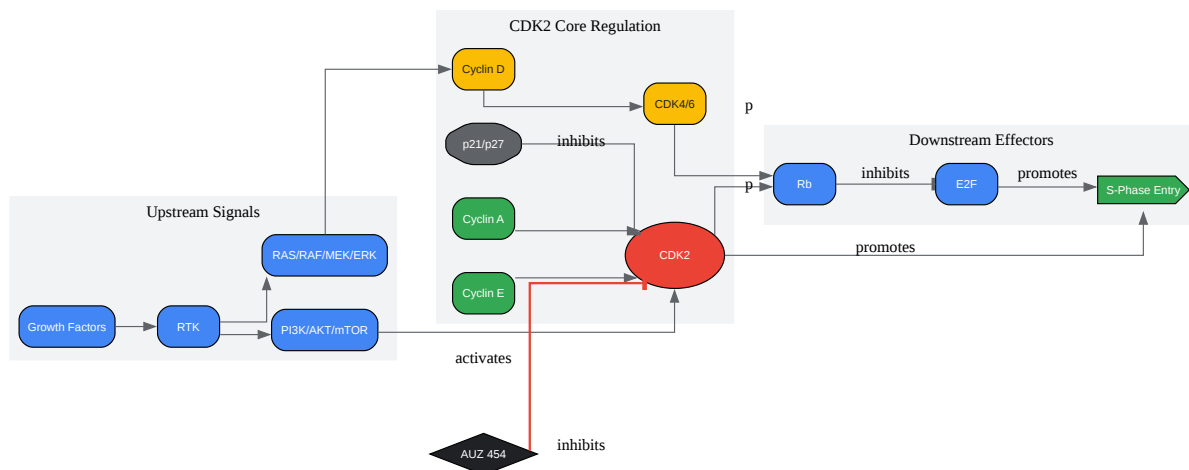 CDK2 Core Regulation
Cyclin D
CDK4/6
p
p21/p27
inhibits
Downstream Effectors
Rb
inhibits
E2F
promotes
S-Phase Entry
p
Upstream Signals
Cyclin A
RAS/RAF/MEK/ERK
CDK2
promotes
Cyclin E
Growth Factors
RTK
PI3K/AKT/mTOR
activates
AUZ 454
inhibits